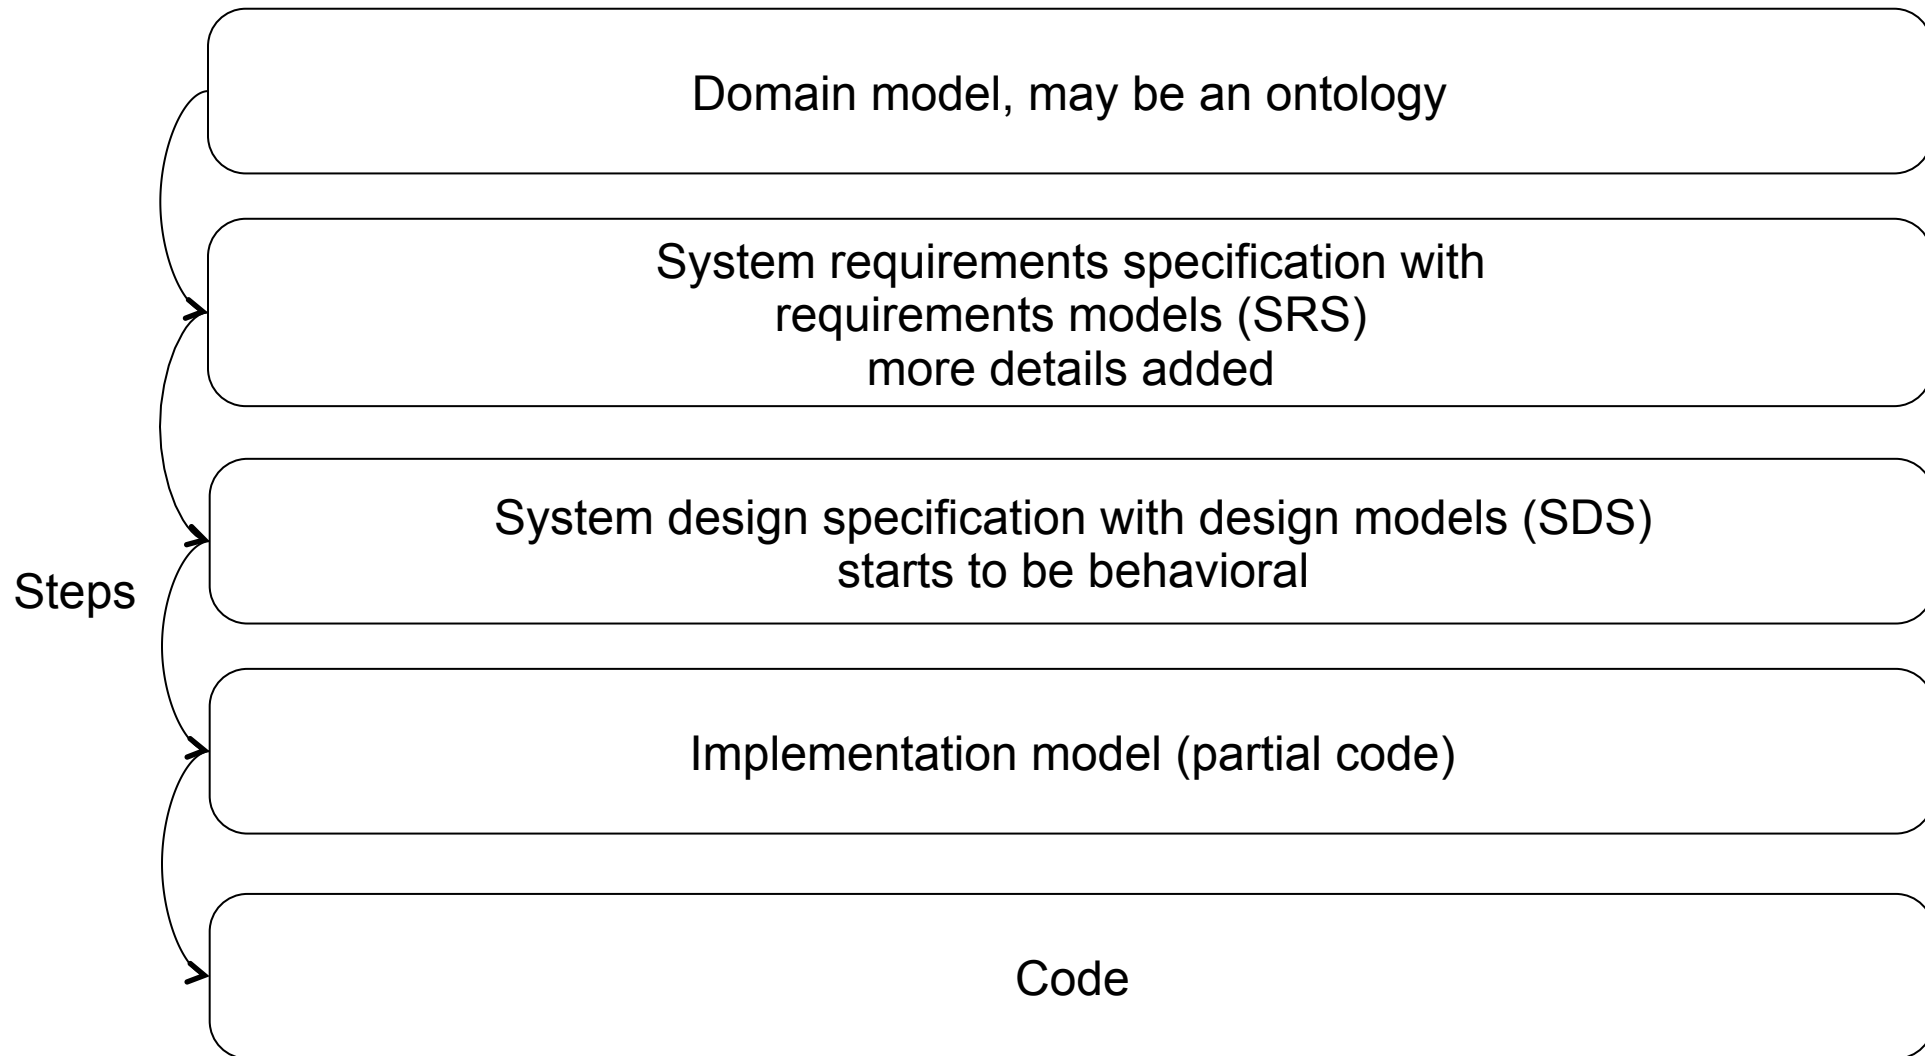 Domain model, may be an ontology
System requirements specification with
requirements models (SRS)
more details added
System design specification with design models (SDS)
starts to be behavioral
Steps
Implementation model (partial code)
Code